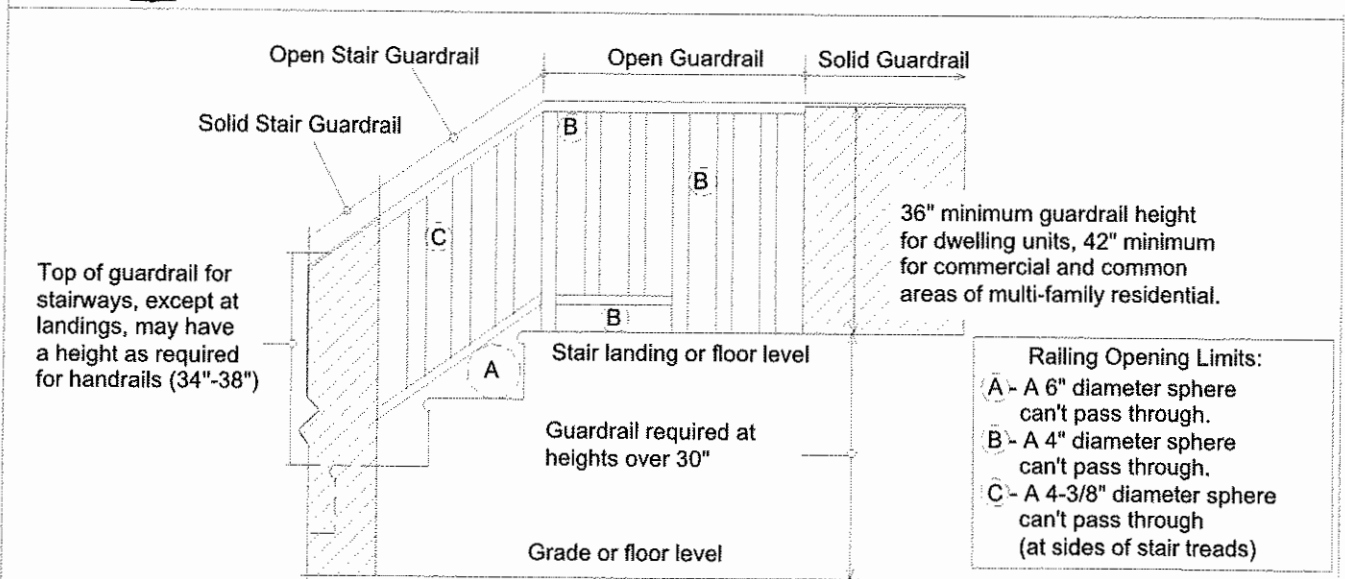 Open Stair Guardrail
Open Guardrail
Solid Guardrail
Solid Stair Guardrail
B
B
C
36" minimum guardrail height
for dwelling units, 42" minimum
for commercial and common
areas of multi-family residential.
Top of guardrail for
stairways, except at
landings, may have
a height as required
for handrails (34"-38")
B
Stair landing or floor level
A
Guardrail required at
heights over 30"
Grade or floor level
Railing Opening Limits:
A - A 6" diameter sphere
can't pass through.
B - A 4" diameter sphere
can't pass through.
C - A 4-3/8" diameter sphere
can't pass through
(at sides of stair treads)